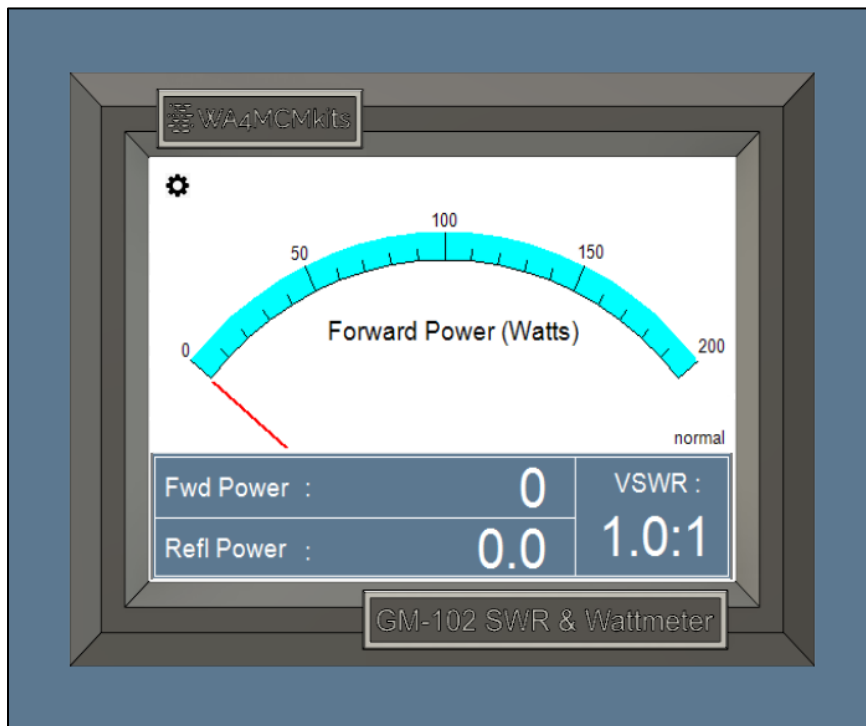 WA4MCMkits
100
50
150
0
Forward Power (Watts)
200
normal
Fwd Power :
0
VSWR :
Refl Power :
0.0
1.0:1
GM-102 SWR & Wattmeter